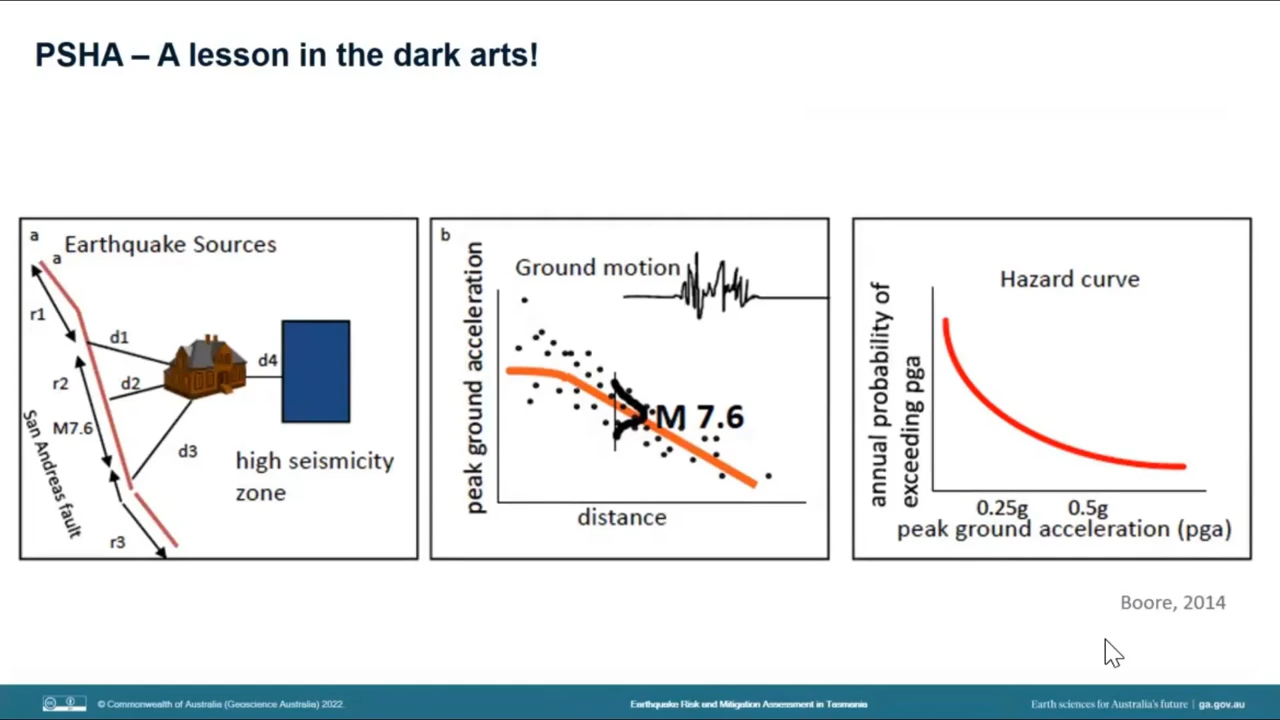 PSHA – A lesson in the dark arts!
a
Earthquake Sources
a
r1
d1
d4
r2
d2
M7.6
d3
San Andreas fault
high seismicity
zone
r3
b
Ground motion
peak ground acceleration
M 7.6
distance
Hazard curve
annual probability of
exceeding pga
0.25g 0.5g
peak ground acceleration (pga)
Boore, 2014
© Commonwealth of Australia (Geoscience Australia) 2022.
Earthquake Risk and Mitigation Assessment in Tasmania
Earth sciences for Australia's future | ga.gov.au